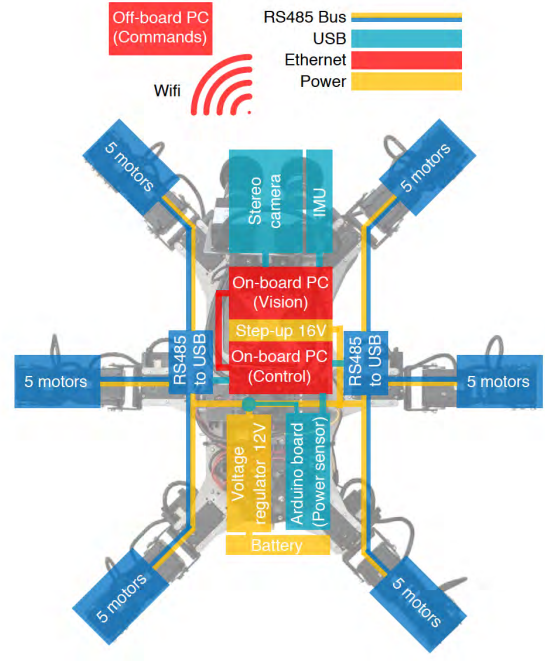 Off-board PC
(Commands)
Wifi
RS485 Bus
USB
Ethernet
Power
5 motors
5 motors
Stereo
camera
IMU
On-board PC
(Vision)
Step-up 16V
On-board PC
(Control)
RS485
to USB
RS485
to USB
5 motors
5 motors
Voltage
regulator 12V
Arduino board
(Power sensor)
Battery
5 motors
5 motors